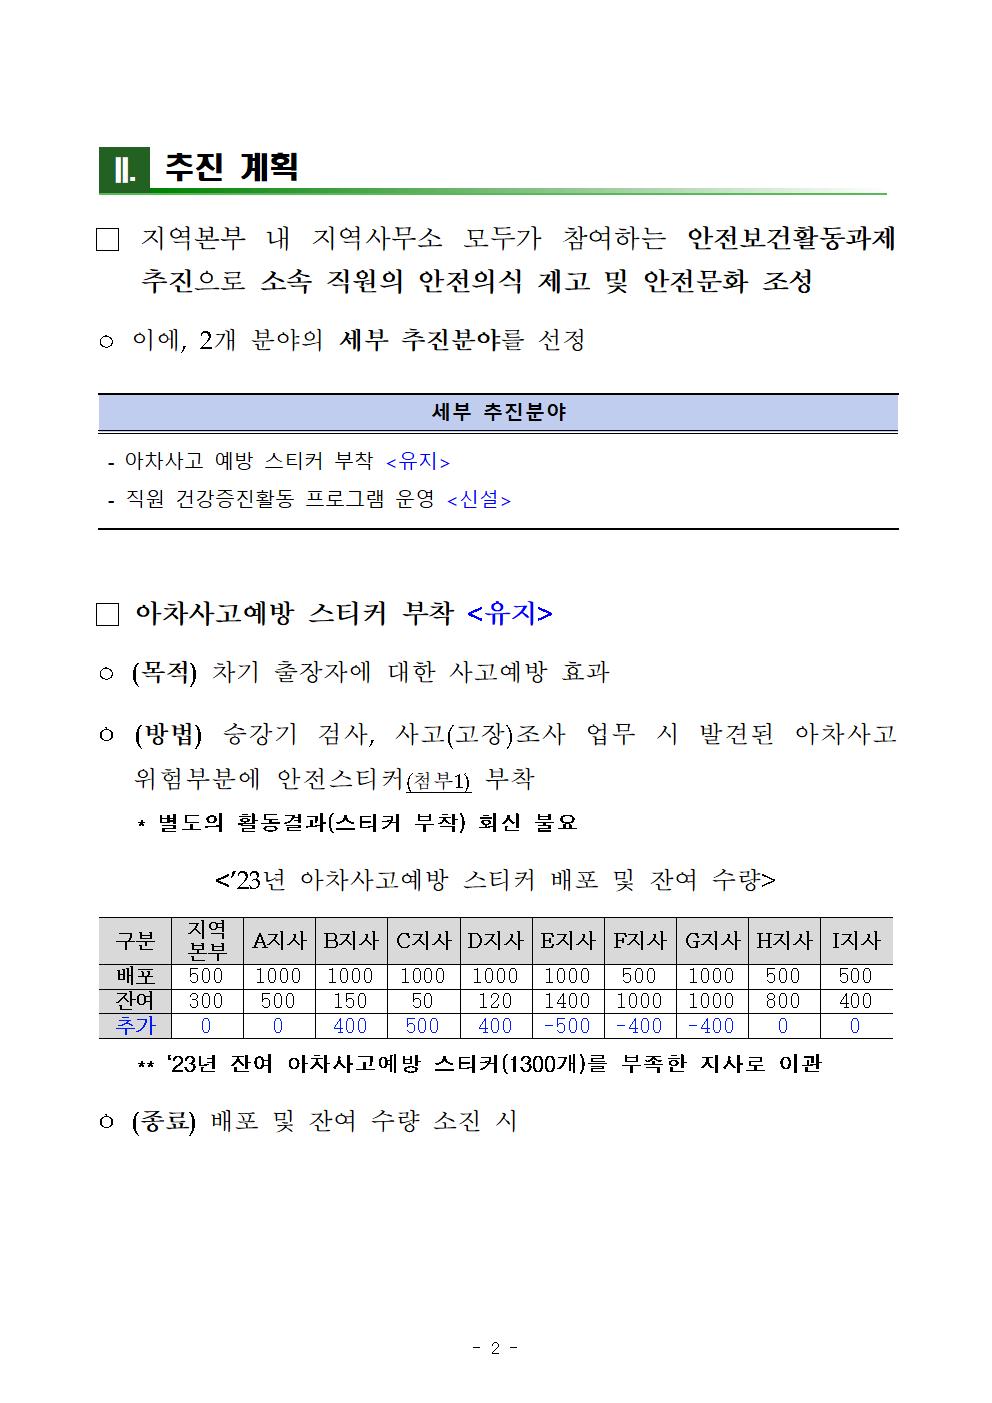 Ⅱ. 추진 계획
□ 지역본부 내 지역사무소 모두가 참여하는 안전보건활동과제
추진으로 소속 직원의 안전의식 제고 및 안전문화 조성
○ 이에, 2개 분야의 세부 추진분야를 선정
세부 추진분야
- 아차사고 예방 스티커 부착 <유지>
- 직원 건강증진활동 프로그램 운영 <신설>
□ 아차사고예방 스티커 부착 <유지>
○ (목적) 차기 출장자에 대한 사고예방 효과
○ (방법) 승강기 검사, 사고(고장)조사 업무 시 발견된 아차사고
위험부분에 안전스티커(첨부1) 부착
* 별도의 활동결과(스티커 부착) 회신 불요
<'23년 아차사고예방 스티커 배포 및 잔여 수량>
구분 지역 본부 A지사 B지사 C지사 D지사 E지사 F지사 G지사 H지사 I지사
배포 500 1000 1000 1000 1000 1000 500 1000 500 500
잔여 300 500 150 50 120 1400 1000 1000 800 400
추가 0 0 400 500 400 -500 -400 -400 0 0
** '23년 잔여 아차사고예방 스티커(1300개)를 부족한 지사로 이관
○ (종료) 배포 및 잔여 수량 소진 시
- 2 -